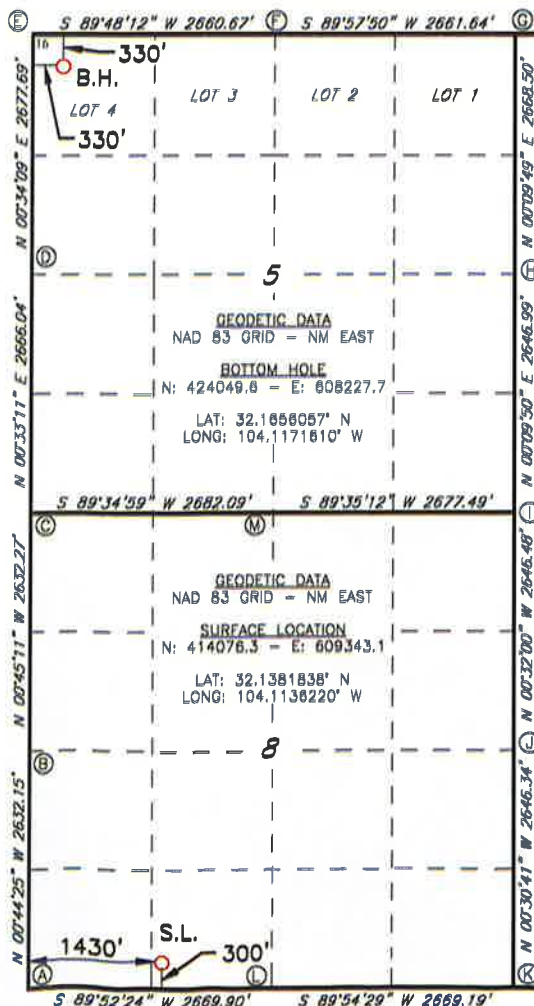 Ⓔ S 89°48'12" W 2660.67' Ⓕ S 89°57'50" W 2661.64' Ⓖ
16
330'
B.H.
LOT 4
LOT 3
LOT 2
LOT 1
330'
N 00°34'09" E 2677.69'
N 00°09'49" E 2668.50'
Ⓓ
Ⓗ
5
GEODETIC DATA
NAD 83 GRID - NM EAST
BOTTOM HOLE
N: 424049.6 - E: 608227.7
LAT: 32.1656057° N
LONG: 104.1171610° W
N 00°33'11" E 2666.04'
N 00°09'50" E 2646.99'
S 89°34'59" W 2682.09'
S 89°35'12" W 2677.49'
Ⓒ
Ⓜ
Ⓘ
GEODETIC DATA
NAD 83 GRID - NM EAST
SURFACE LOCATION
N: 414076.3 - E: 609343.1
LAT: 32.1381838° N
LONG: 104.1136220° W
N 00°45'11" W 2632.27'
N 00°32'00" W 2646.48'
Ⓑ
8
Ⓙ
N 00°44'25" W 2632.15'
N 00°30'41" W 2646.34'
1430'
S.L.
300'
Ⓐ
Ⓛ
Ⓚ
S 89°52'24" W 2669.90'
S 89°54'29" W 2669.19'